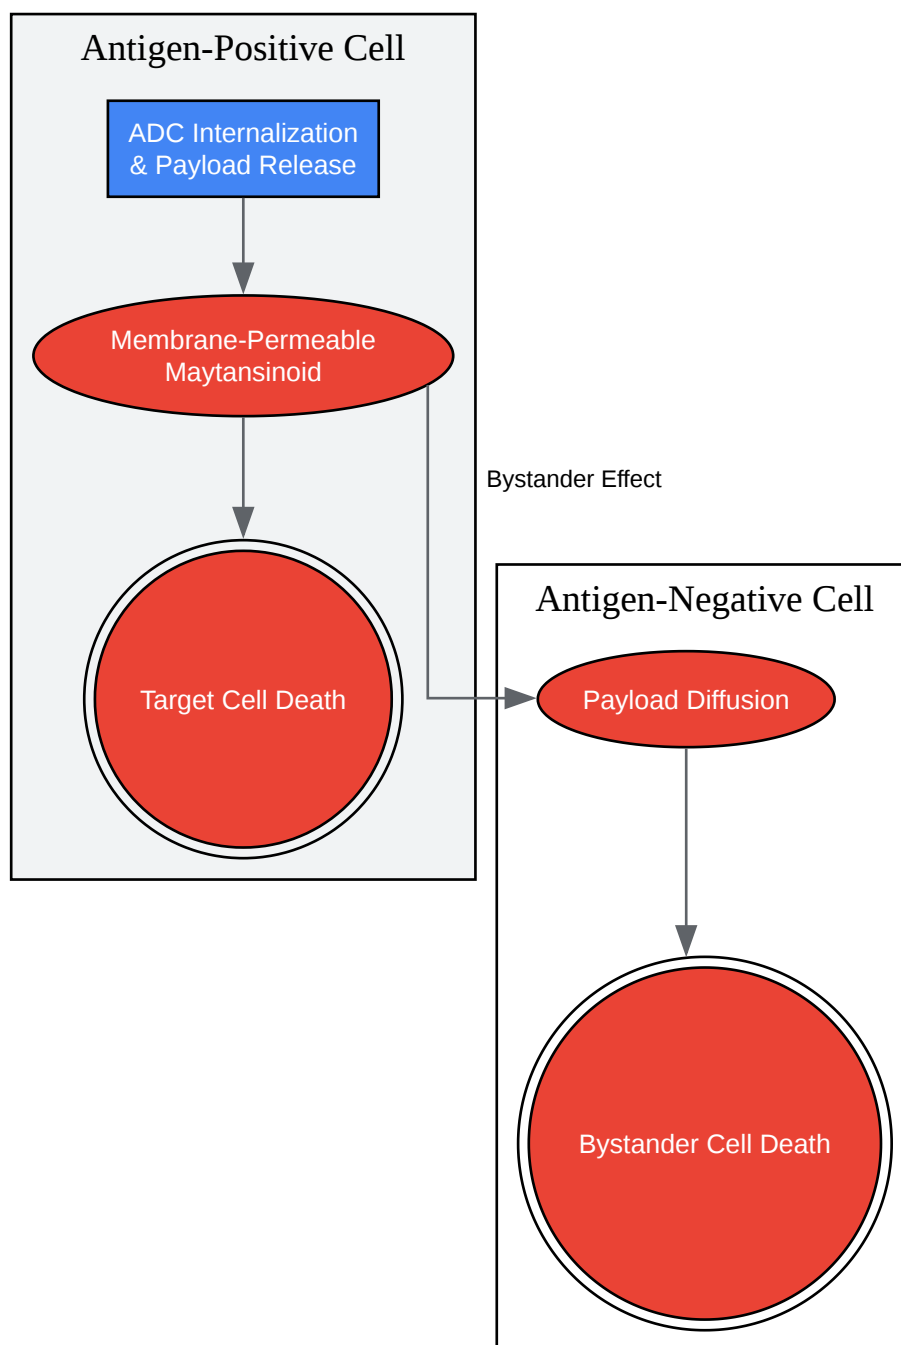 Antigen-Positive Cell
ADC Internalization
& Payload Release
Membrane-Permeable
Maytansinoid
Bystander Effect
Antigen-Negative Cell
Target Cell Death
Payload Diffusion
Bystander Cell Death